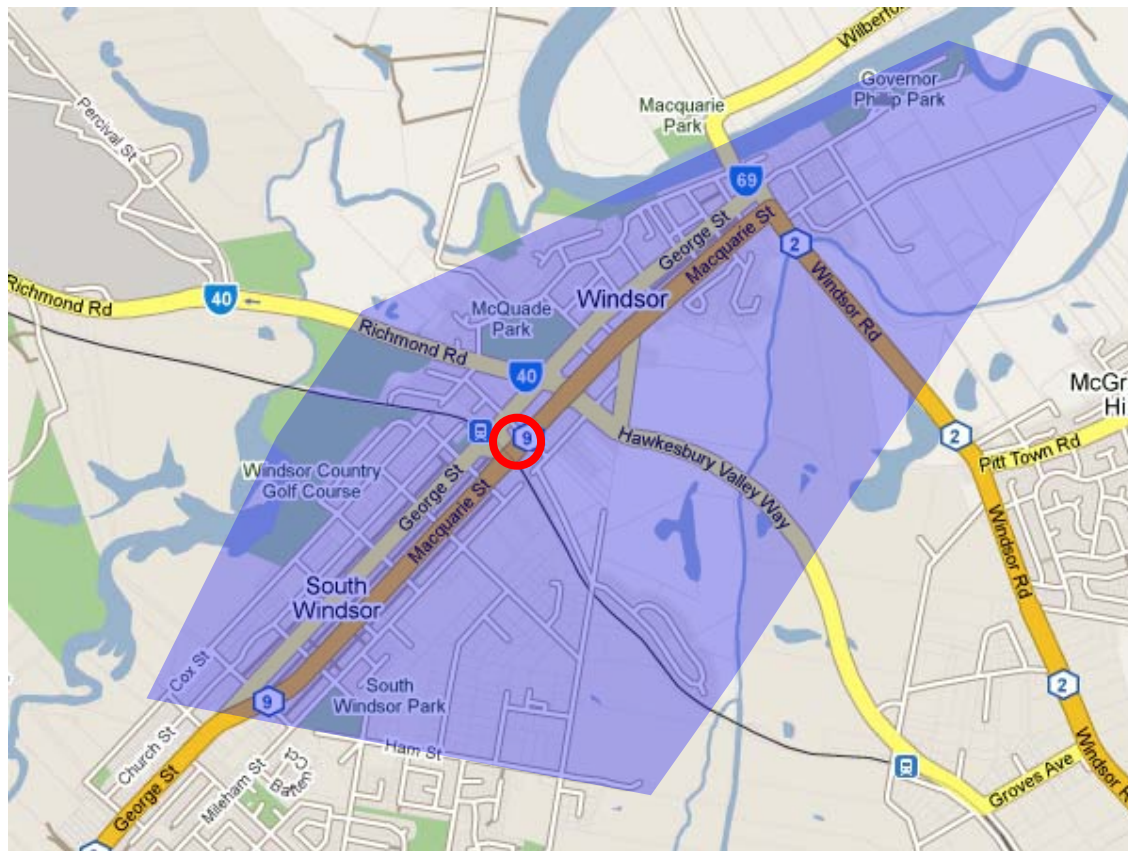 Wilberfo
Governor
Phillip Park
Macquarie
Park
Percival St
69
George St
Macquarie St
2
Windsor Rd
Richmond Rd
40
McQuade
Park
Windsor
Richmond Rd
40
McGr
Hi
9
Hawkesbury Valley Way
2
Pitt Town Rd
Windsor Country
Golf Course
George St
Macquarie St
Windsor Rd
South
Windsor
Cox St
South
Windsor Park
9
2
Church St
Ham St
Mileham St
George St
Groves Ave
Windsor R